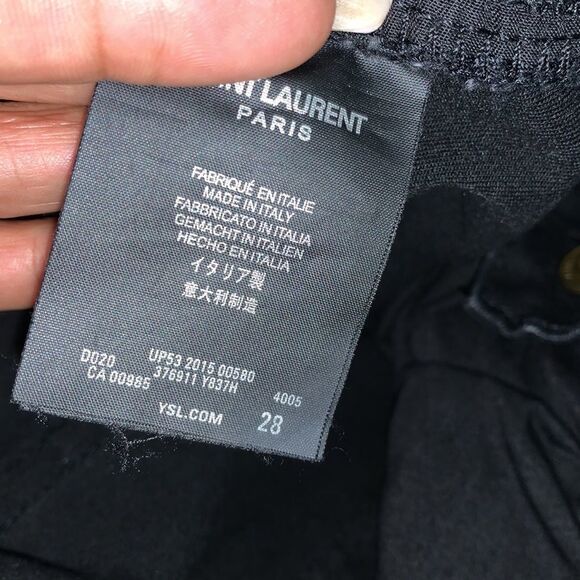 LAURENT
PARIS
FABRIQUÉ EN ITALIE
MADE IN ITALY
FABBRICATO IN ITALIA
GEMACHT IN ITALIEN
HECHO EN ITALIA
イタリア製
意大利制造
D020 UP53 2015 00580
CA 00985 376911 Y837H 4005
YSL.COM 28